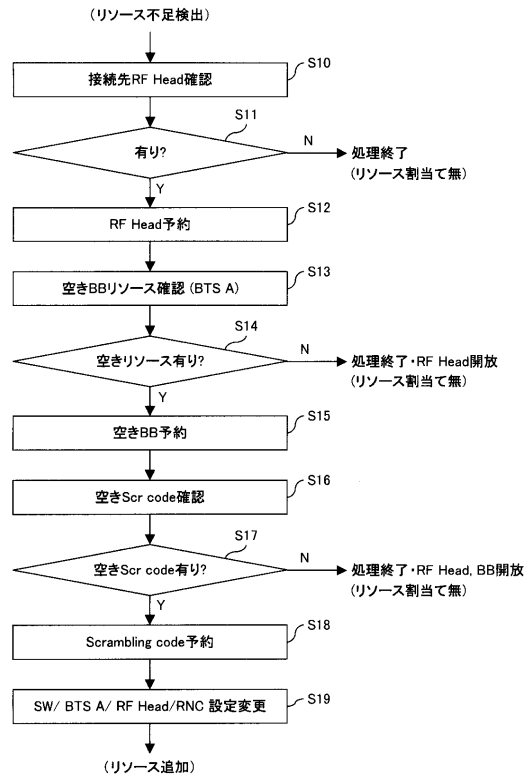 (リソース不足検出)
S10
接続先RF Head確認
S11
有り?
N
処理終了
(リソース割当て無)
Y
S12
RF Head予約
S13
空きBBリソース確認 (BTS A)
S14
空きリソース有り?
N
処理終了・RF Head開放
(リソース割当て無)
Y
S15
空きBB予約
S16
空きScr code確認
S17
空きScr code有り?
N
処理終了・RF Head, BB開放
(リソース割当て無)
Y
S18
Scrambling code予約
S19
SW/ BTS A/ RF Head/RNC 設定変更
(リソース追加)